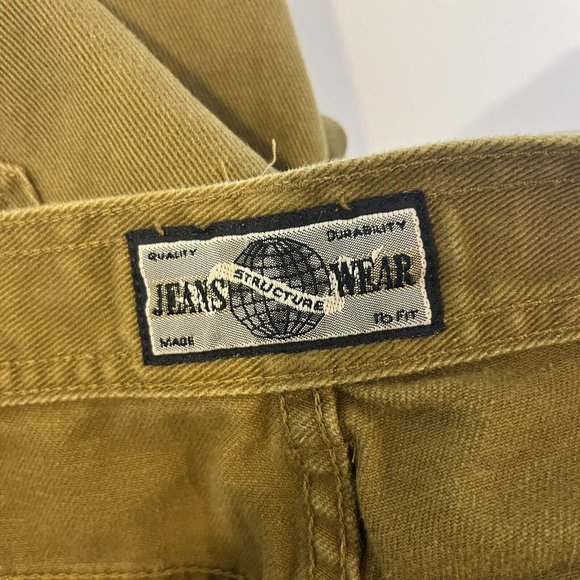 QUALITY DURABILITY
JEANS STRUCTURE WEAR
MADE To FIT